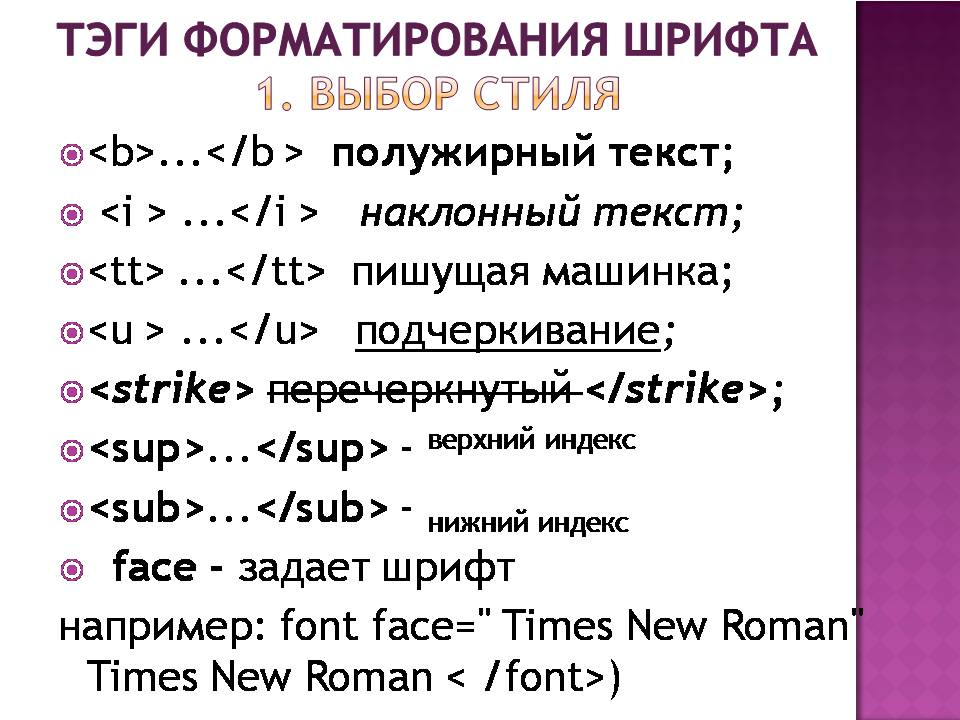 ТЭГИ ФОРМАТИРОВАНИЯ ШРИФТА
1. ВЫБОР СТИЛЯ
<b>...</b > полужирный текст;
<i > ...</i > наклонный текст;
<tt> ...</tt> пишущая машинка;
<u > ...</u> подчеркивание;
<strike> перечеркнутый </strike>;
<sup>...</sup> - верхний индекс
<sub>...</sub> - нижний индекс
face - задает шрифт
например: font face=" Times New Roman"
Times New Roman < /font>)